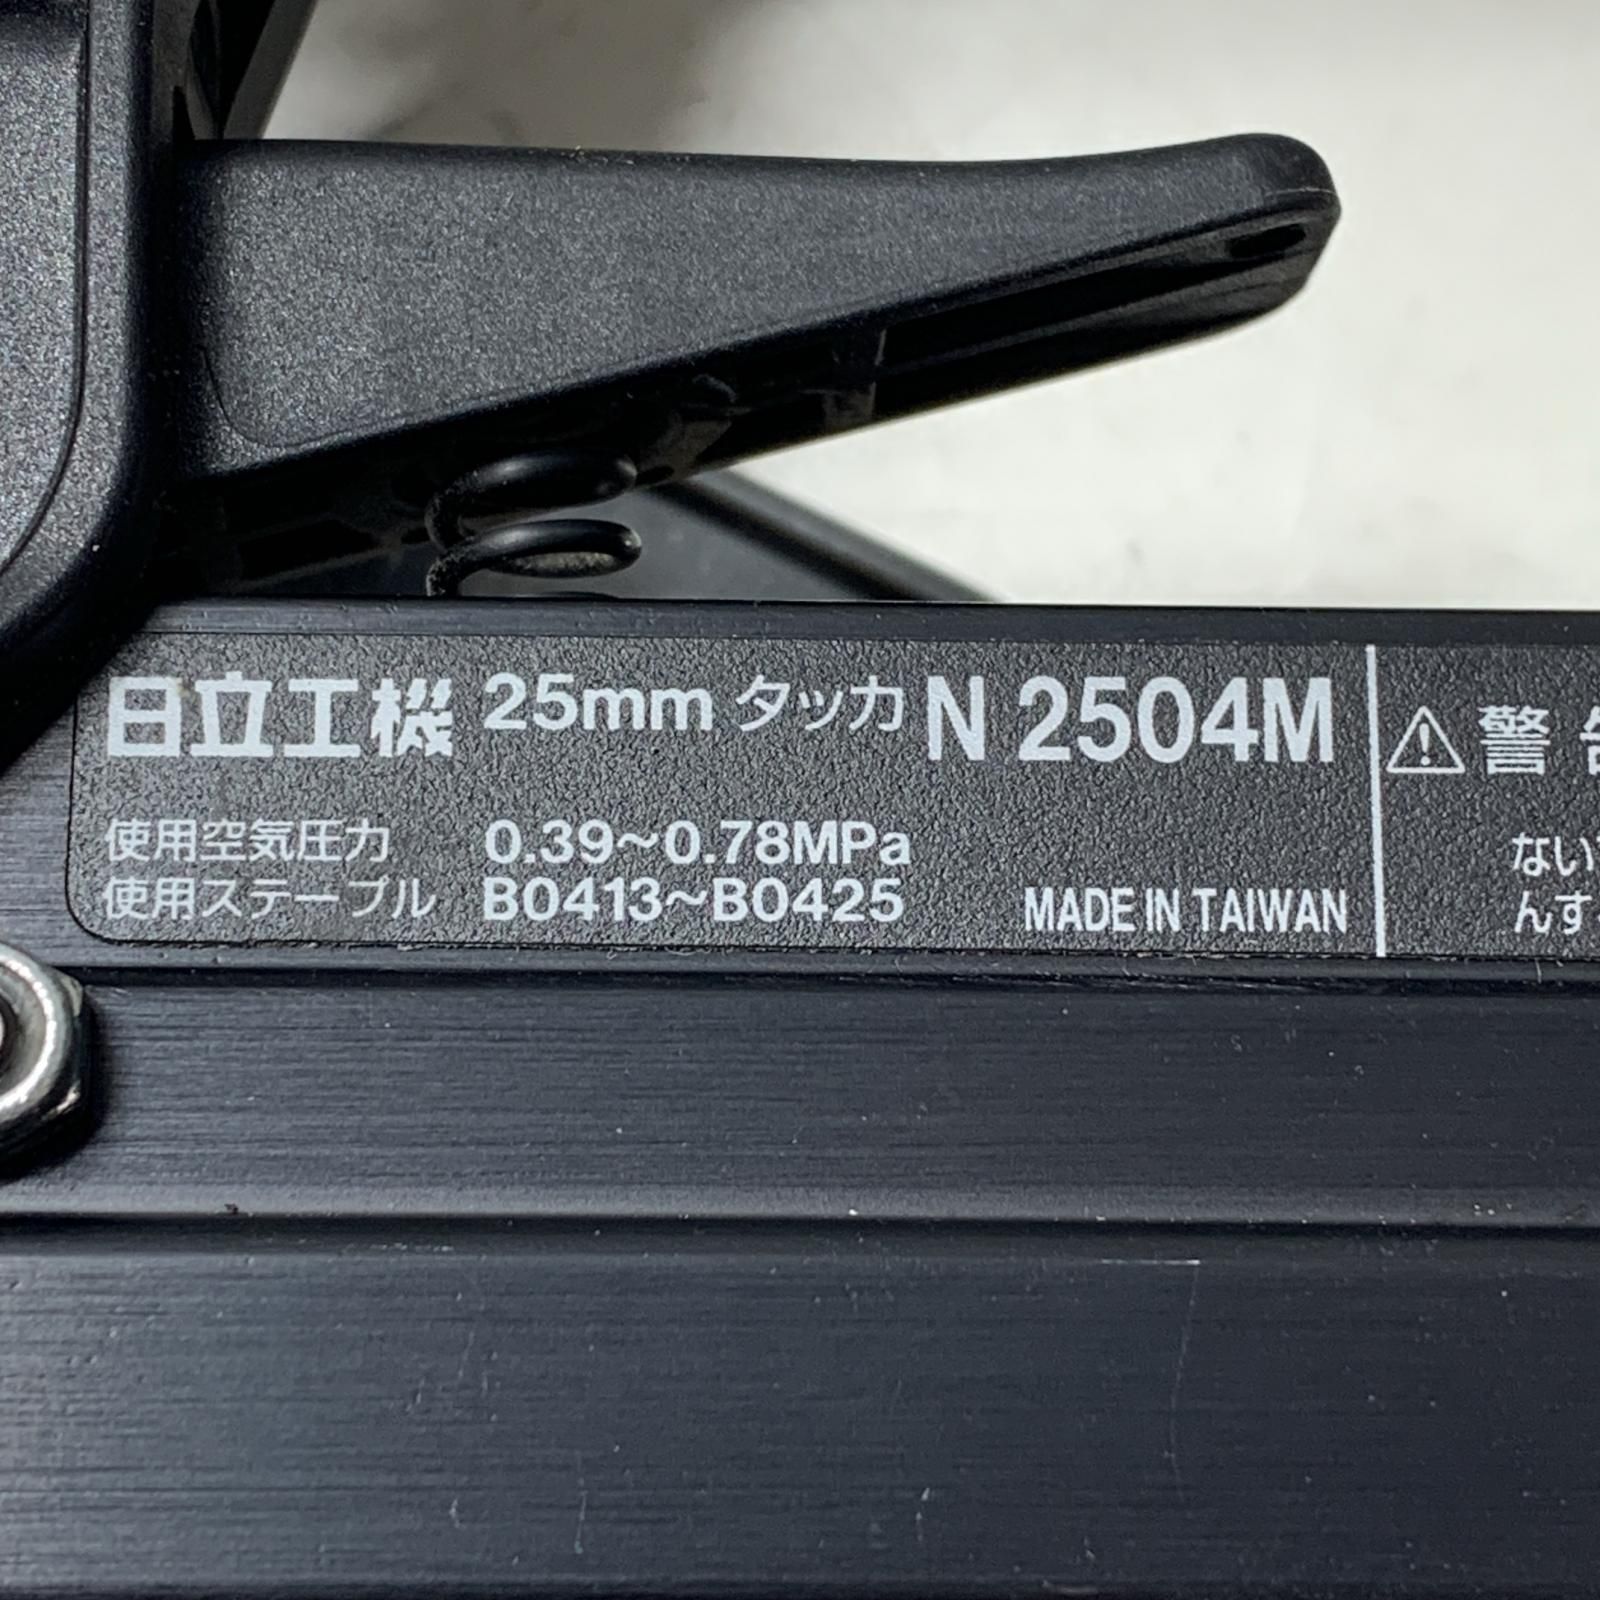 日立工機 25mm タッカ N 2504M
使用空気圧力 0.39~0.78MPa
使用ステープル B0413~B0425
MADE IN TAIWAN
⚠ 警告
ない
んす